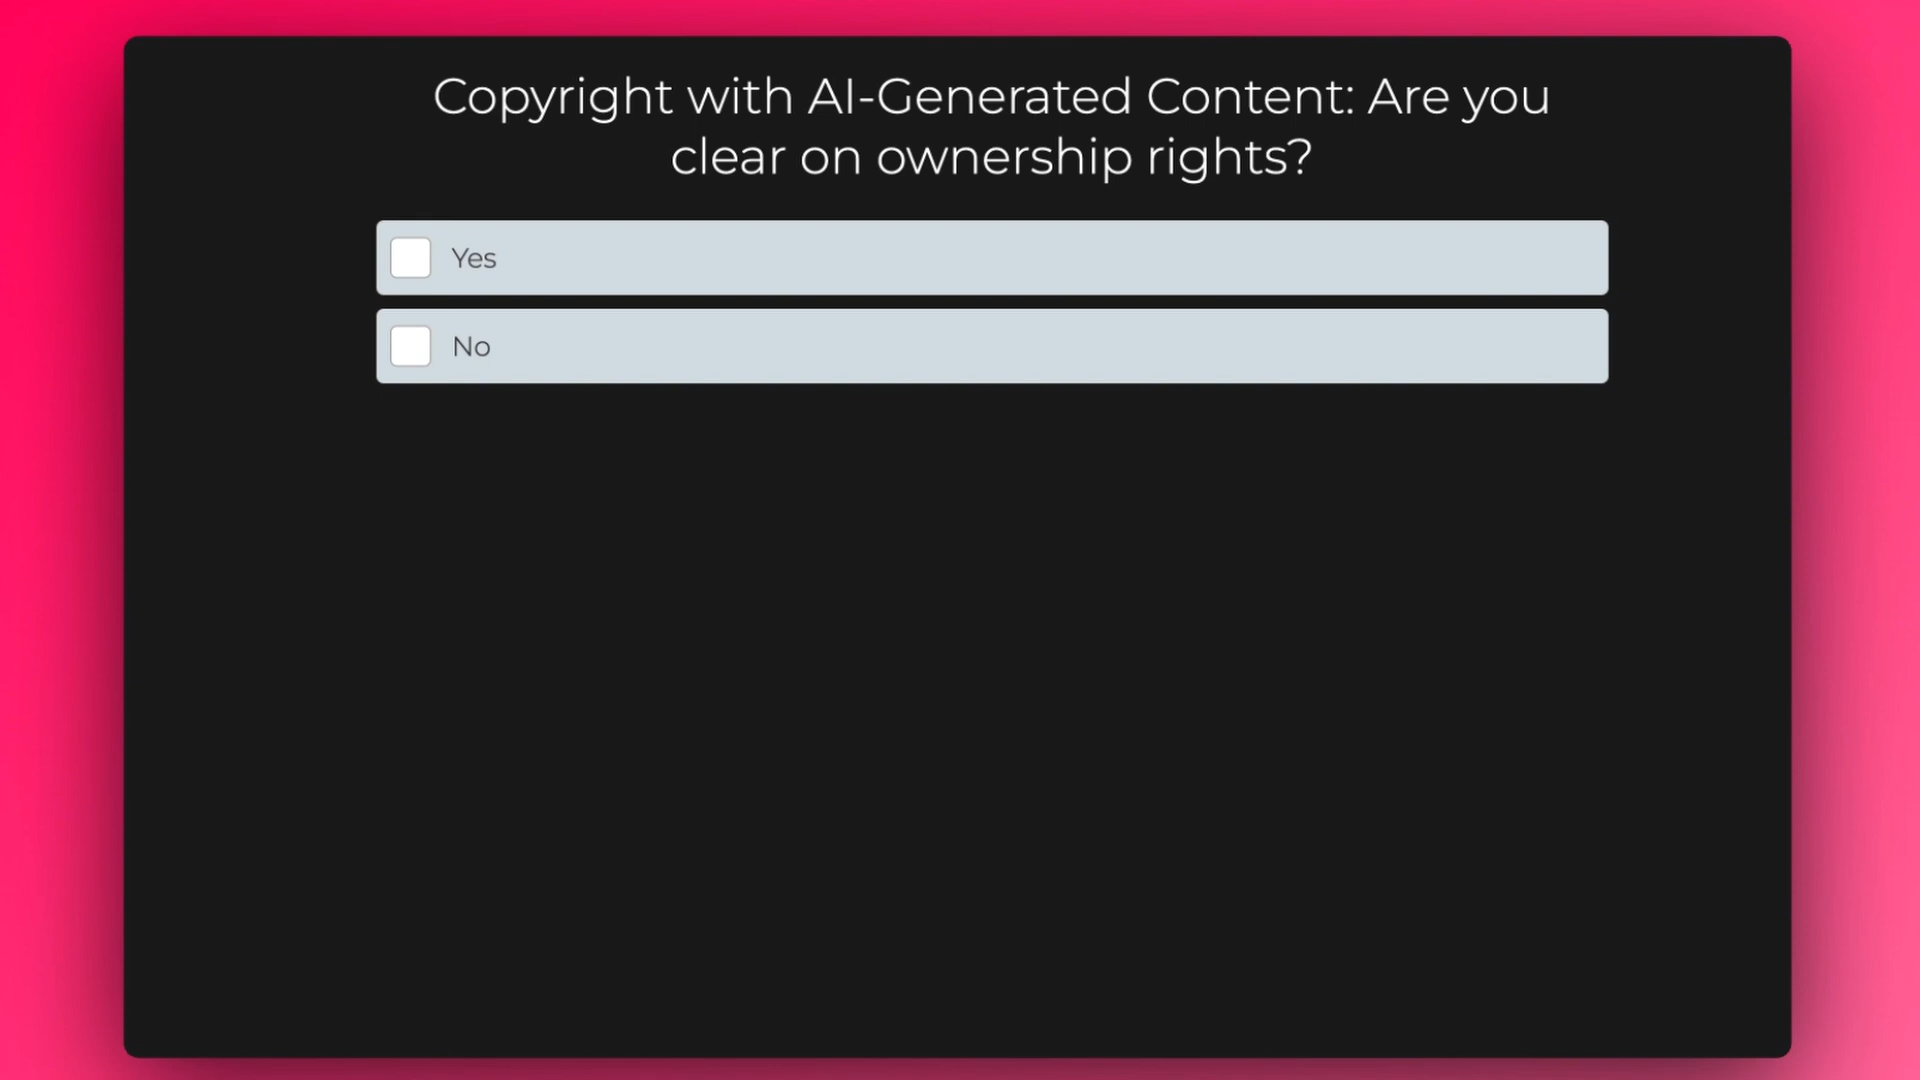 Copyright with AI-Generated Content: Are you
clear on ownership rights?
Yes
No